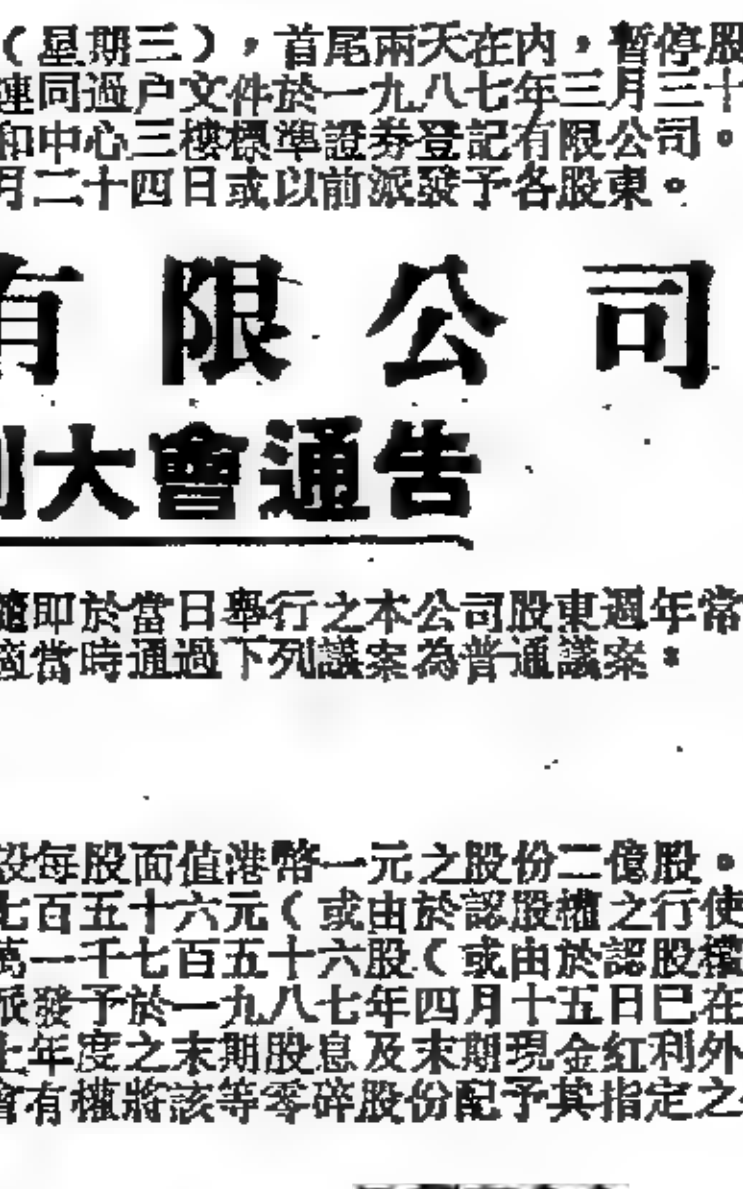 （星期三），首尾兩天在内，暫停股
連同過户文件於一九八七年三月三十
和中心三樓標準證券登記有限公司。
月二十四日或以前派發予各股東。
有限公司
別大會通告
隨即於當日舉行之本公司股東週年常
適當時通過下列議案為普通議案：
設每股面值港幣一元之股份二億股。
七百五十六元（或由於認股權之行使
萬一千七百五十六股（或由於認股權
派發予於一九八七年四月十五日已在
止年度之末期股息及末期現金紅利外
會有權將該等零碎股份配予其指定之